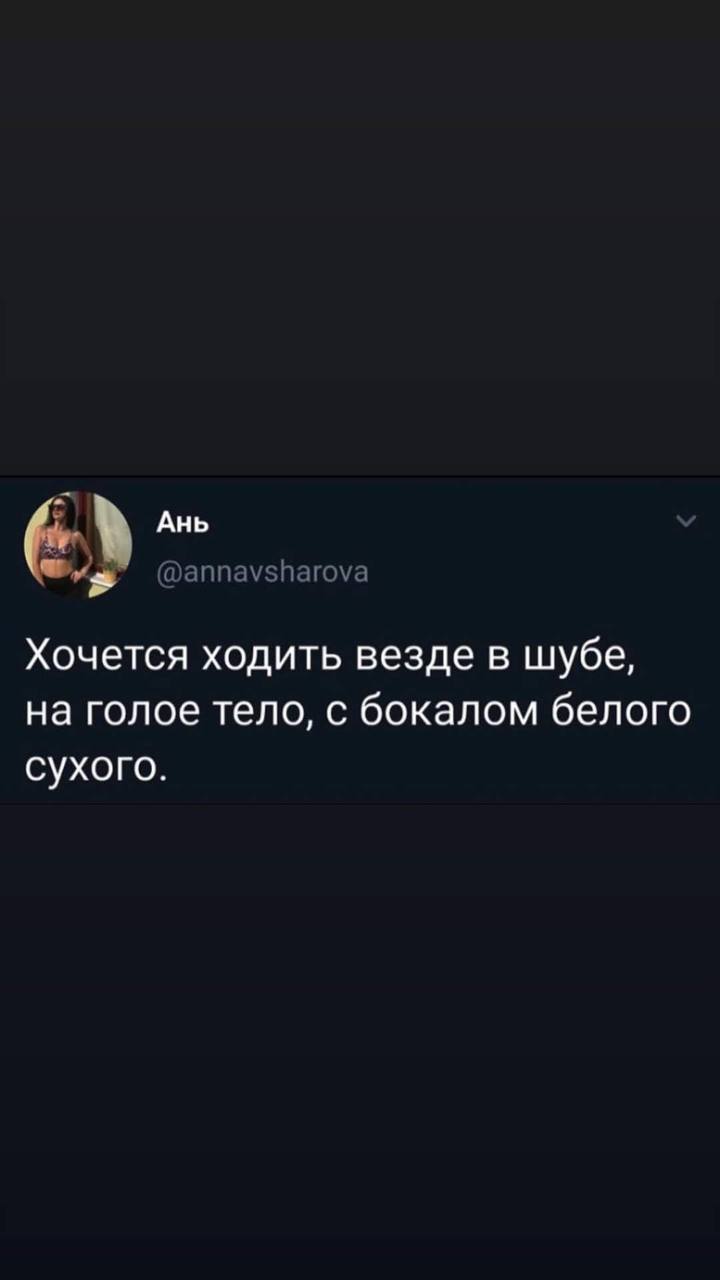 Ань
@annavsharova
Хочется ходить везде в шубе,
на голое тело, с бокалом белого
сухого.